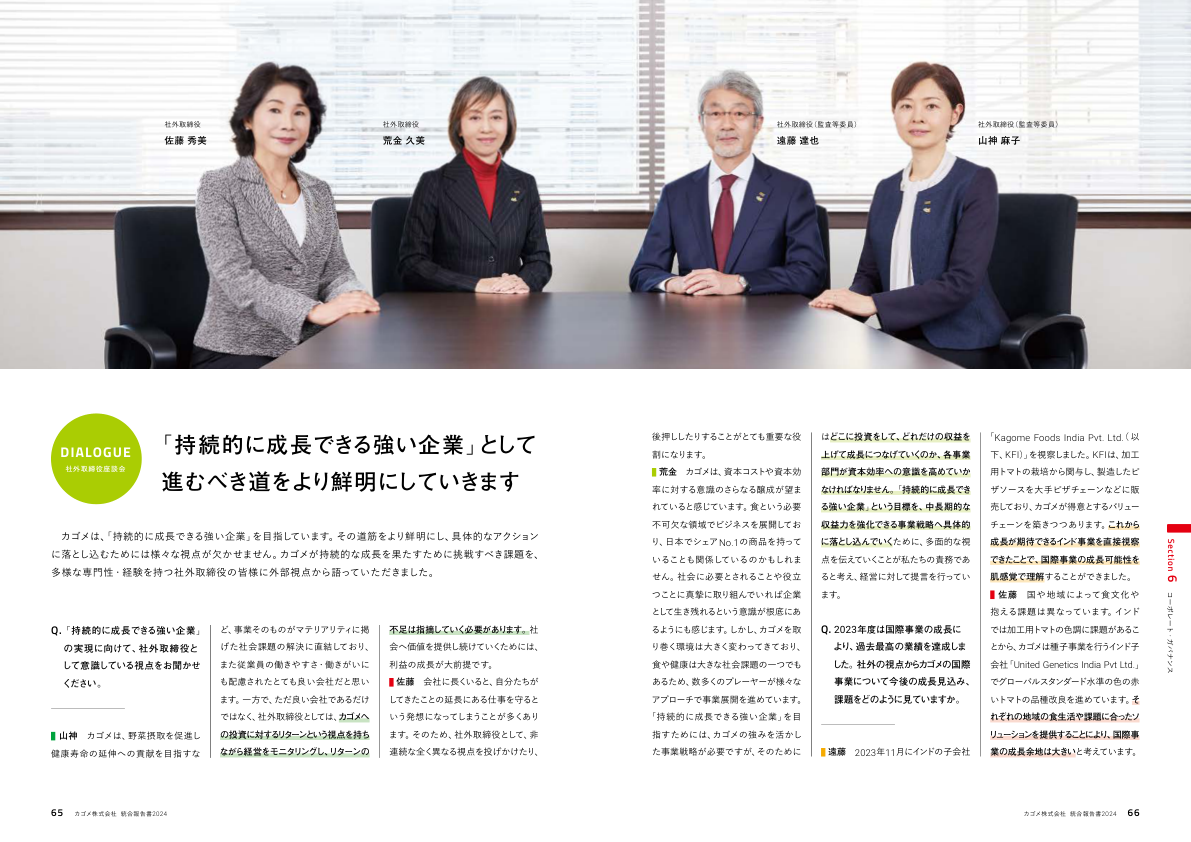 社外取締役
佐藤 秀美
社外取締役
荒金 久美
社外取締役（監査等委員）
遠藤 達也
社外取締役（監査等委員）
山神 麻子
DIALOGUE
社外取締役座談会
「持続的に成長できる強い企業」として
進むべき道をより鮮明にしていきます
カゴメは、「持続的に成長できる強い企業」を目指しています。その道筋をより鮮明にし、具体的なアクション
に落とし込むためには様々な視点が欠かせません。カゴメが持続的な成長を果たすために挑戦すべき課題を、
多様な専門性・経験を持つ社外取締役の皆様に外部視点から語っていただきました。
Q. 「持続的に成長できる強い企業」
の実現に向けて、社外取締役と
して意識している視点をお聞かせ
ください。
山神 カゴメは、野菜摂取を促進し
健康寿命の延伸への貢献を目指すな
ど、事業そのものがマテリアリティに掲
げた社会課題の解決に直結しており、
また従業員の働きやすさ・働きがいに
も配慮されたとても良い会社だと思い
ます。一方で、ただ良い会社であるだけ
ではなく、社外取締役としては、カゴメへ
の投資に対するリターンという視点を持ち
ながら経営をモニタリングし、リターンの
不足は指摘していく必要があります。社
会へ価値を提供し続けていくためには、
利益の成長が大前提です。
佐藤 会社に長くいると、自分たちが
してきたことの延長にある仕事を守ると
いう発想になってしまうことが多くあり
ます。そのため、社外取締役として、非
連続な全く異なる視点を投げかけたり、
後押ししたりすることがとても重要な役
割になります。
荒金 カゴメは、資本コストや資本効
率に対する意識のさらなる醸成が望ま
れていると感じています。食という必要
不可欠な領域でビジネスを展開してお
り、日本でシェアNo.1の商品を持って
いることも関係しているのかもしれま
せん。社会に必要とされることや役立
つことに真摯に取り組んでいれば企業
として生き残れるという意識が根底にあ
るようにも感じます。しかし、カゴメを取
り巻く環境は大きく変わってきており、
食や健康は大きな社会課題の一つでも
あるため、数多くのプレーヤーが様々な
アプローチで事業展開を進めています。
「持続的に成長できる強い企業」を目
指すためには、カゴメの強みを活かし
た事業戦略が必要ですが、そのために
はどこに投資をして、どれだけの収益を
上げて成長につなげていくのか、各事業
部門が資本効率への意識を高めていか
なければなりません。「持続的に成長でき
る強い企業」という目標を、中長期的な
収益力を強化できる事業戦略へ具体的
に落とし込んでいくために、多面的な視
点を伝えていくことが私たちの責務であ
ると考え、経営に対して提言を行ってい
ます。
Q. 2023年度は国際事業の成長に
より、過去最高の業績を達成しま
した。社外の視点からカゴメの国際
事業について今後の成長見込み、
課題をどのように見ていますか。
遠藤 2023年11月にインドの子会社
「Kagome Foods India Pvt. Ltd.（以
下、KFI）」を視察しました。KFIは、加工
用トマトの栽培から関与し、製造したピ
ザソースを大手ピザチェーンなどに販
売しており、カゴメが得意とするバリュー
チェーンを築きつつあります。これから
成長が期待できるインド事業を直接視察
できたことで、国際事業の成長可能性を
肌感覚で理解することができました。
佐藤 国や地域によって食文化や
抱える課題は異なっています。インド
では加工用トマトの色調に課題があるこ
とから、カゴメは種子事業を行うインド子
会社「United Genetics India Pvt Ltd.」
でグローバルスタンダード水準の色の赤
いトマトの品種改良を進めています。そ
れぞれの地域の食生活や課題に合ったソ
リューションを提供することにより、国際事
業の成長余地は大きいと考えています。
Section 6 コーポレート・ガバナンス
65 カゴメ株式会社 統合報告書2024
カゴメ株式会社 統合報告書2024 66